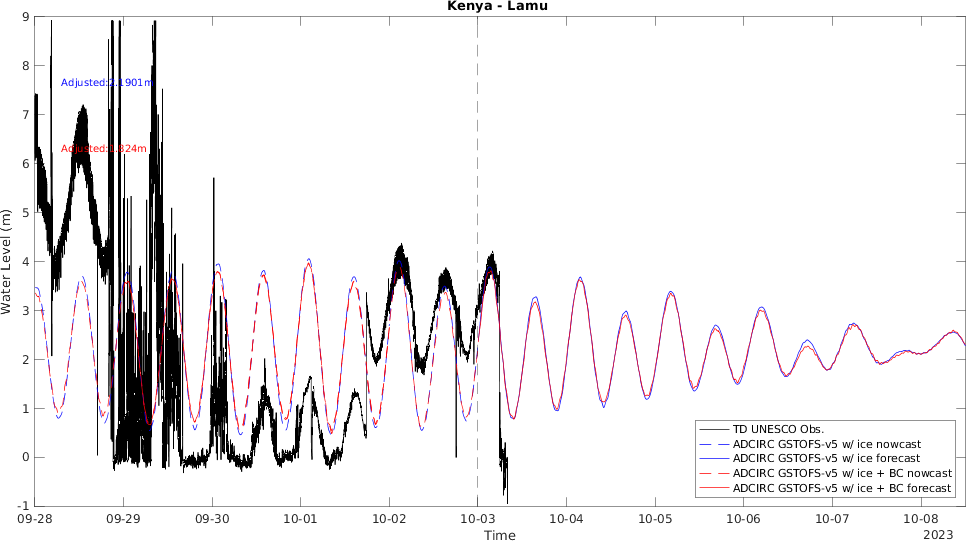 Kenya - Lamu
9
8
7
6
5
4
3
2
1
0
-1
Water Level (m)
Adjusted:2.1901m
TD UNESCO Obs.
ADCIRC GSTOFS-v5 w/ ice nowcast
ADCIRC GSTOFS-v5 w/ ice forecast
ADCIRC GSTOFS-v5 w/ ice + BC nowcast
ADCIRC GSTOFS-v5 w/ ice + BC forecast
09-28 09-29 09-30 10-01 10-02 10-03 10-04 10-05 10-06 10-07 10-08
Time
2023